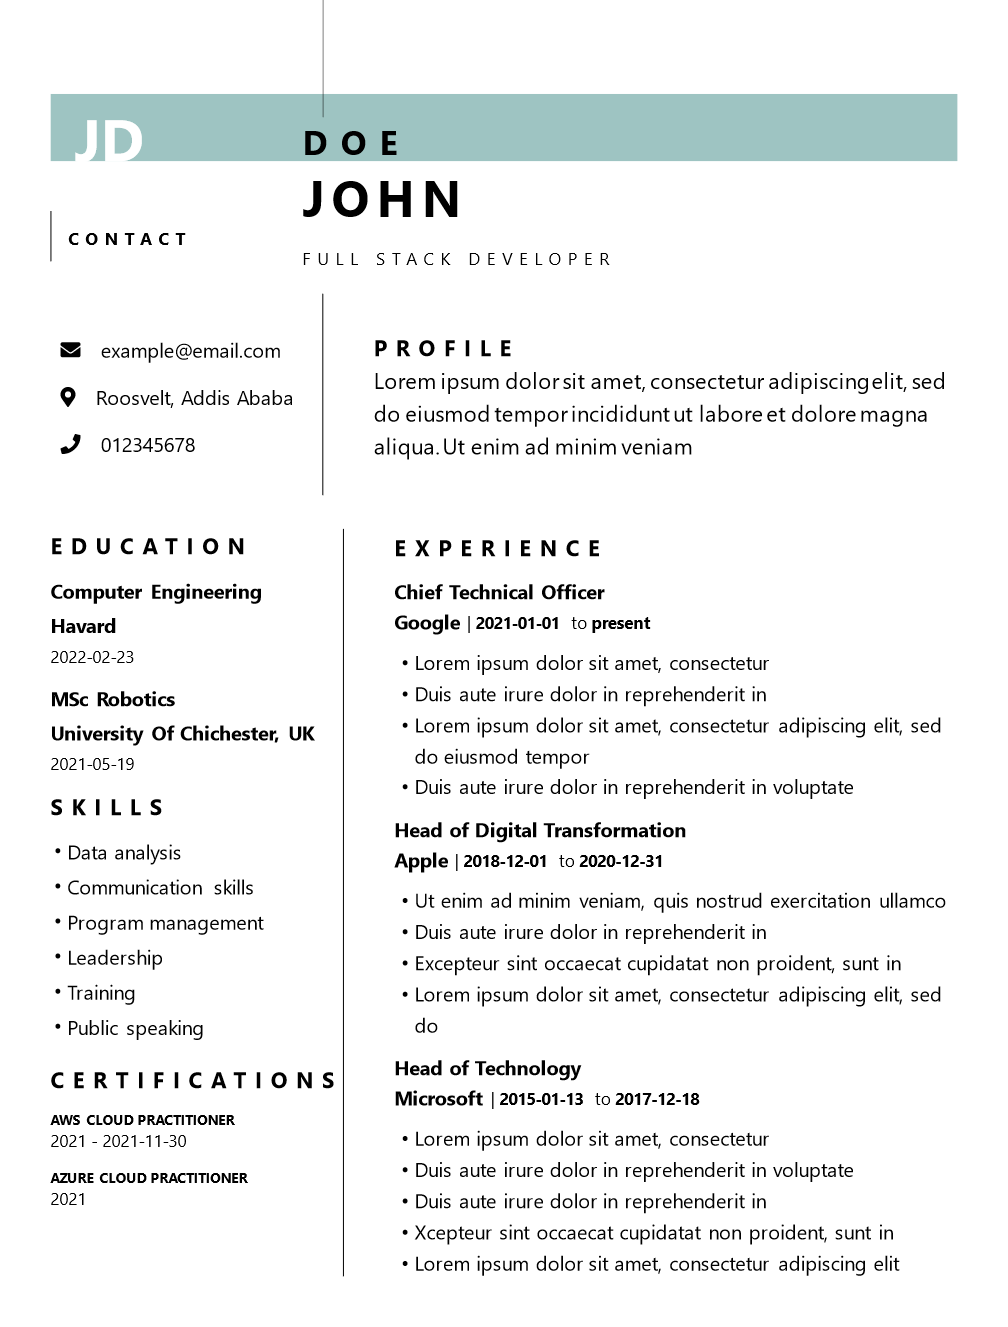 JD
DOE
JOHN
FULL STACK DEVELOPER
CONTACT
example@email.com
Roosvelt, Addis Ababa
012345678
PROFILE
Lorem ipsum dolor sit amet, consectetur adipiscing elit, sed
do eiusmod tempor incididunt ut labore et dolore magna
aliqua. Ut enim ad minim veniam
EDUCATION
Computer Engineering
Havard
2022-02-23
MSc Robotics
University Of Chichester, UK
2021-05-19
SKILLS
• Data analysis
• Communication skills
• Program management
• Leadership
• Training
• Public speaking
CERTIFICATIONS
AWS CLOUD PRACTITIONER
2021 - 2021-11-30
AZURE CLOUD PRACTITIONER
2021
EXPERIENCE
Chief Technical Officer
Google | 2021-01-01 to present
• Lorem ipsum dolor sit amet, consectetur
• Duis aute irure dolor in reprehenderit in
• Lorem ipsum dolor sit amet, consectetur adipiscing elit, sed
do eiusmod tempor
• Duis aute irure dolor in reprehenderit in voluptate
Head of Digital Transformation
Apple | 2018-12-01 to 2020-12-31
• Ut enim ad minim veniam, quis nostrud exercitation ullamco
• Duis aute irure dolor in reprehenderit in
• Excepteur sint occaecat cupidatat non proident, sunt in
• Lorem ipsum dolor sit amet, consectetur adipiscing elit, sed
do
Head of Technology
Microsoft | 2015-01-13 to 2017-12-18
• Lorem ipsum dolor sit amet, consectetur
• Duis aute irure dolor in reprehenderit in voluptate
• Duis aute irure dolor in reprehenderit in
• Xcepteur sint occaecat cupidatat non proident, sunt in
• Lorem ipsum dolor sit amet, consectetur adipiscing elit